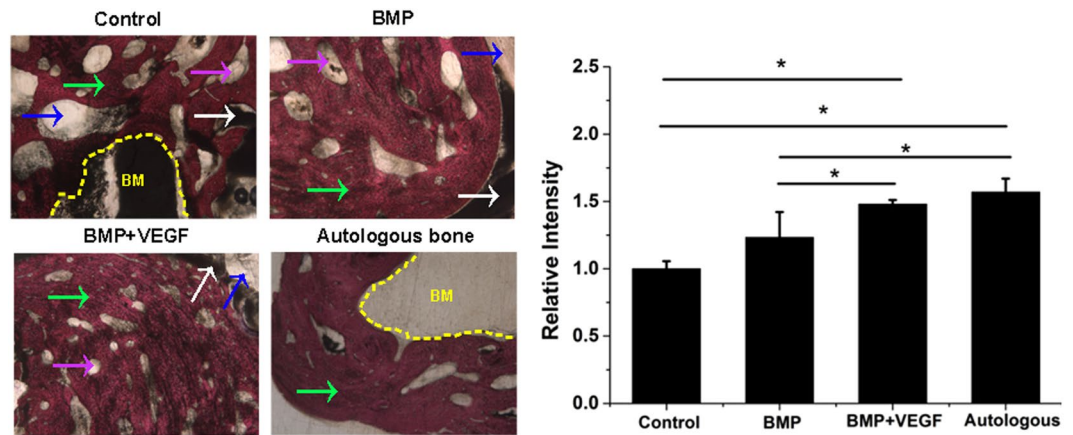 Control
BMP
BM
BMP+VEGF
Autologous bone
BM
Relative Intensity
2.5
2.0
1.5
1.0
0.5
0.0
*
*
*
*
Control
BMP
BMP+VEGF
Autologous